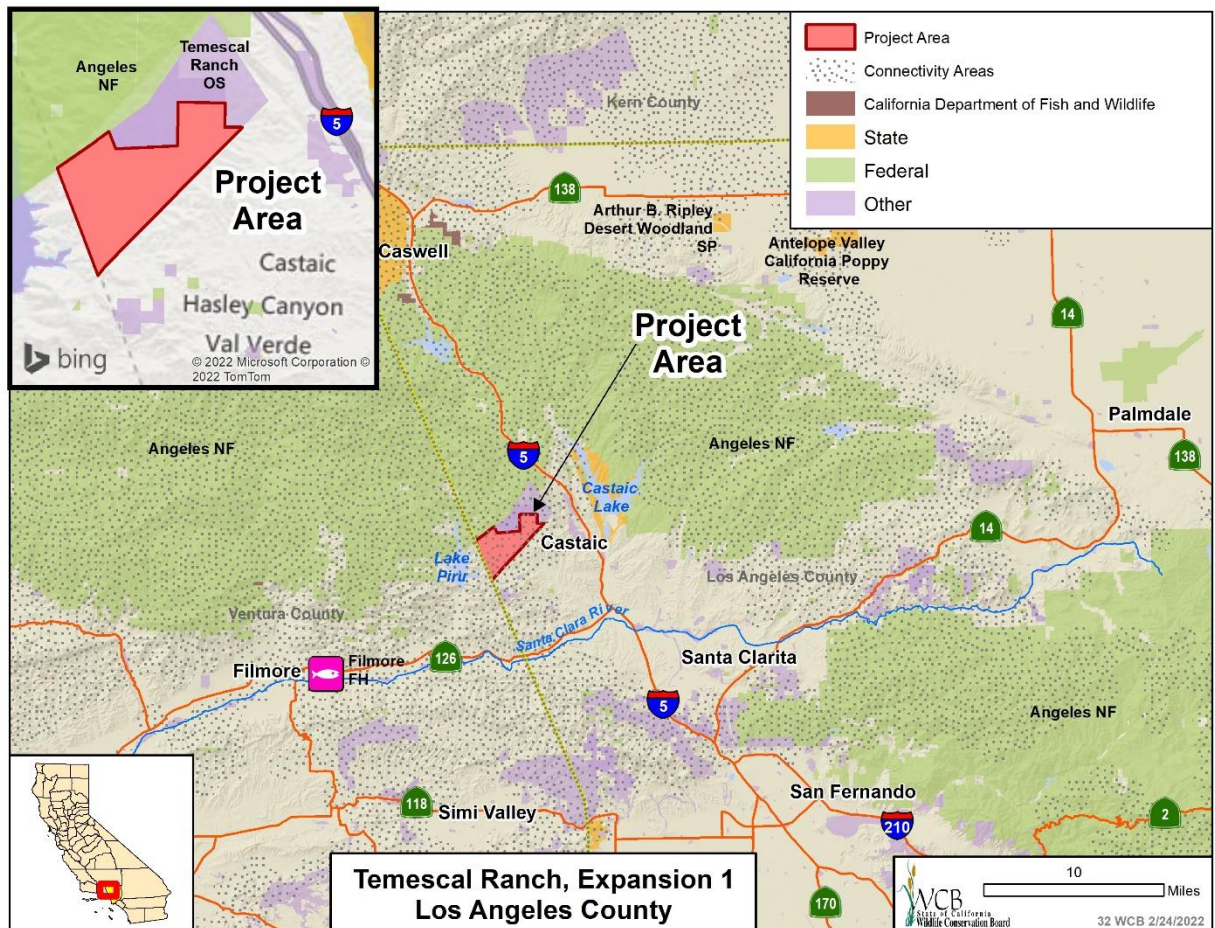 Angeles
NF
Temescal
Ranch
OS
5
Project
Area
Castaic
Hasley Canyon
Val Verde
bing
© 2022 Microsoft Corporation ©
2022 TomTom
Project Area
Connectivity Areas
California Department of Fish and Wildlife
State
Federal
Other
Kern County
138
Arthur B. Ripley
Desert Woodland
SP
Antelope Valley
California Poppy
Reserve
Caswell
14
Project
Area
Palmdale
138
Angeles NF
Angeles NF
5
Castaic
Lake
14
Castaic
Lake
Piru
Los Angeles County
Ventura County
Santa Clara River
Santa Clarita
126
Filmore
Filmore
FH
5
Angeles NF
118
Simi Valley
San Fernando
210
2
170
Temescal Ranch, Expansion 1
Los Angeles County
WCB
State of California
Wildlife Conservation Board
10
Miles
32 WCB 2/24/2022